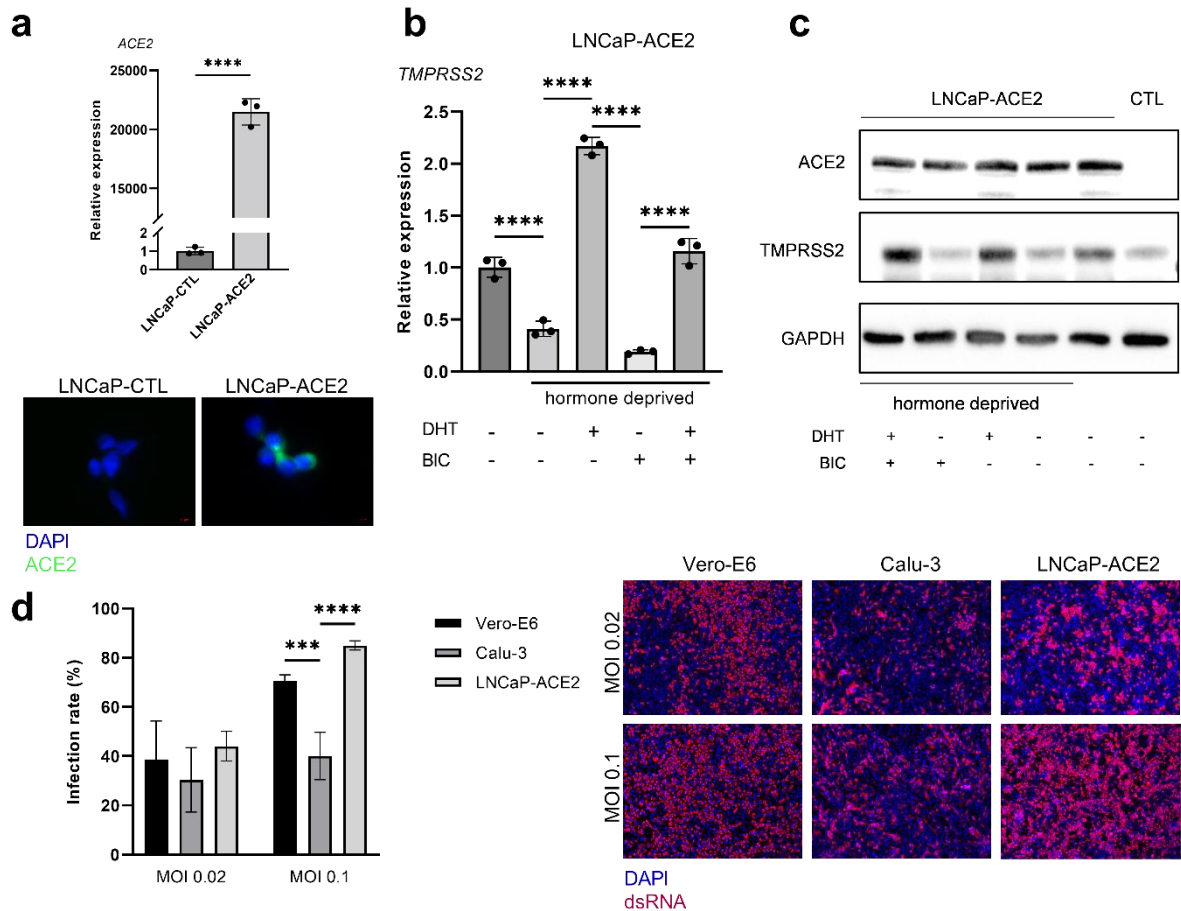 a
ACE2
25000
20000
15000
2
1
0
Relative expression
****
LNCaP-CTL
LNCaP-ACE2
LNCaP-CTL LNCaP-ACE2
DAPI
ACE2
b
LNCaP-ACE2
TMPRSS2
2.5
2.0
1.5
1.0
0.5
0.0
Relative expression
****
****
****
****
hormone deprived
DHT - - + - +
BIC - - - + +
c
LNCaP-ACE2 CTL
ACE2
TMPRSS2
GAPDH
hormone deprived
DHT + - + - - -
BIC + + - - - -
d
100
80
60
40
20
0
Infection rate (%)
***
****
MOI 0.02 MOI 0.1
Vero-E6
Calu-3
LNCaP-ACE2
Vero-E6 Calu-3 LNCaP-ACE2
MOI 0.02
MOI 0.1
DAPI
dsRNA